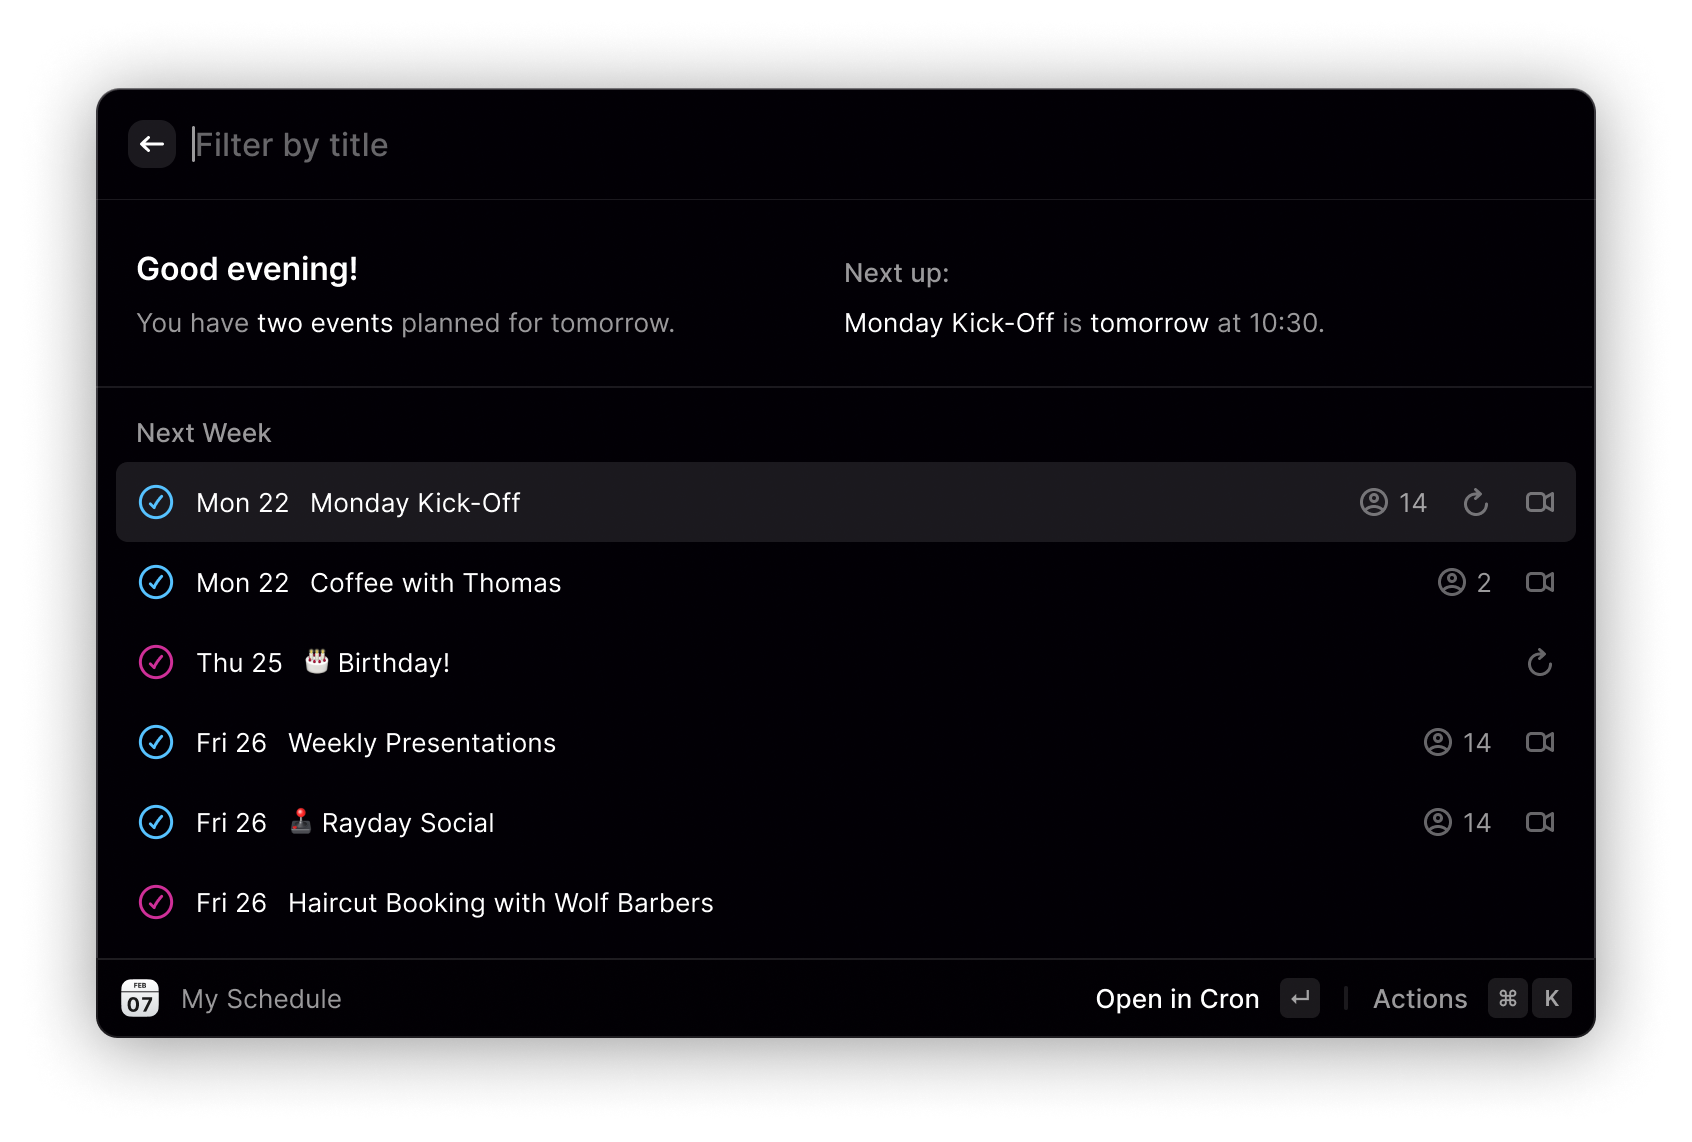 Filter by title
Good evening!
You have two events planned for tomorrow.
Next up:
Monday Kick-Off is tomorrow at 10:30.
Next Week
Mon 22 Monday Kick-Off 14
Mon 22 Coffee with Thomas 2
Thu 25 🎂 Birthday!
Fri 26 Weekly Presentations 14
Fri 26 🕹️ Rayday Social 14
Fri 26 Haircut Booking with Wolf Barbers
FEB
07
My Schedule
Open in Cron ↵ | Actions ⌘ K